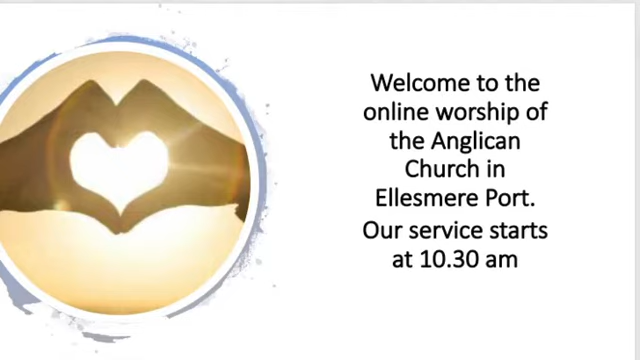 Welcome to the
online worship of
the Anglican
Church in
Ellesmere Port.
Our service starts
at 10.30 am